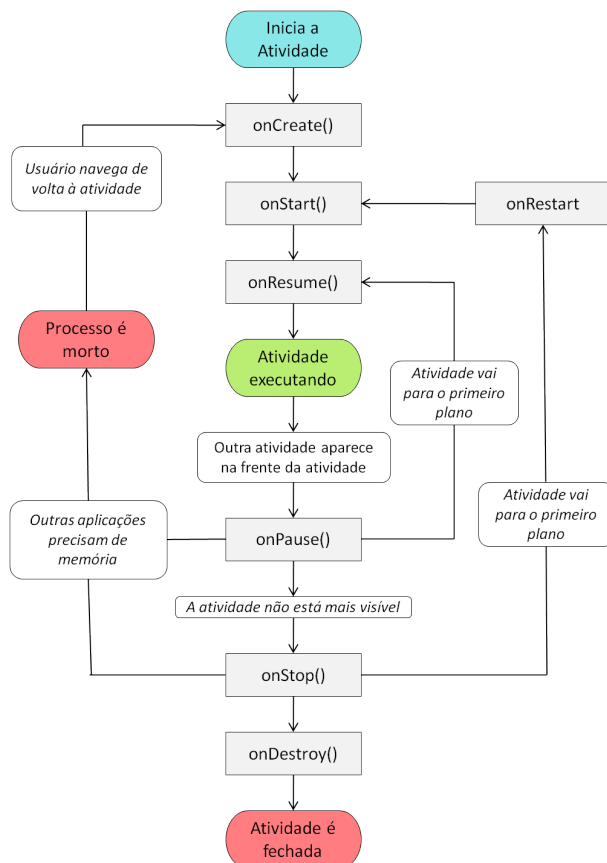 Inicia a
Atividade
onCreate()
Usuário navega de
volta à atividade
onStart()
onRestart
onResume()
Processo é
morto
Atividade
executando
Atividade vai
para o primeiro
plano
Outra atividade aparece
na frente da atividade
Outras aplicações
precisam de
memória
onPause()
Atividade vai
para o primeiro
plano
A atividade não está mais visível
onStop()
onDestroy()
Atividade é
fechada